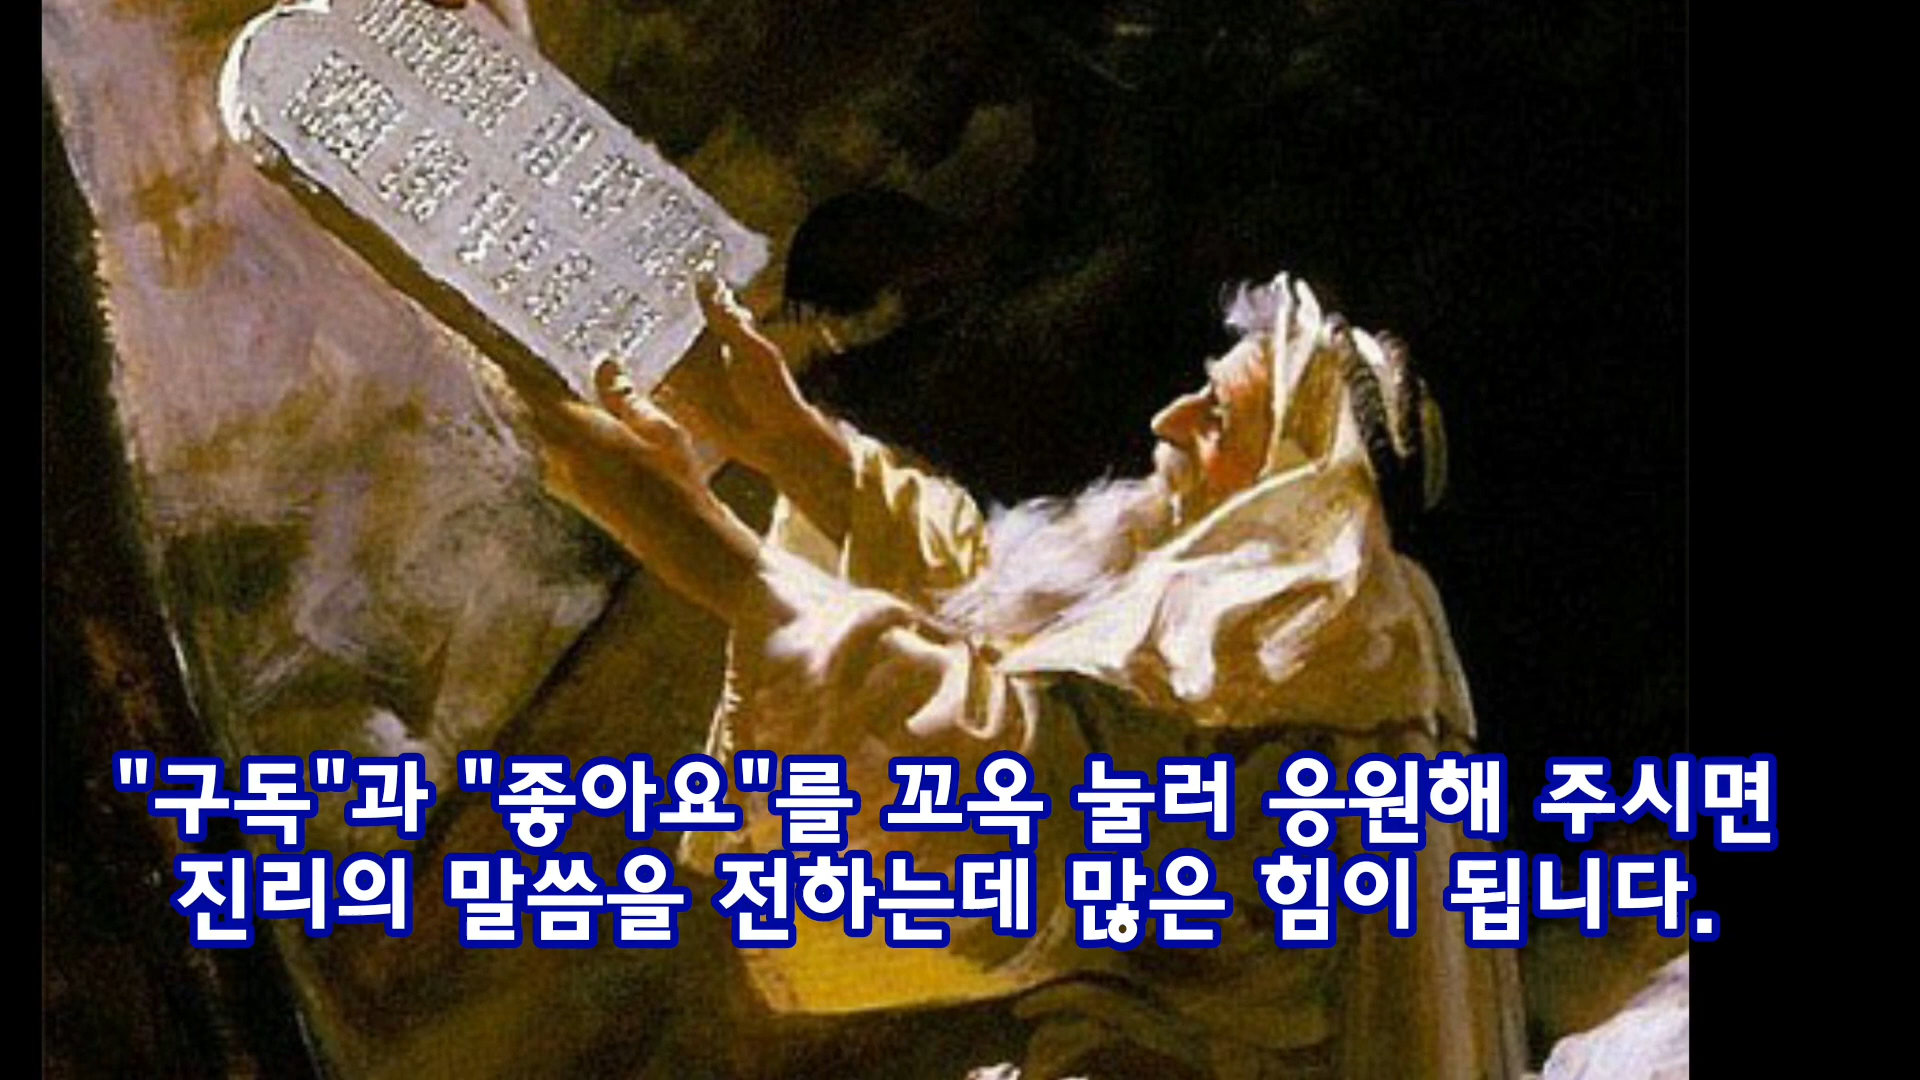 "구독"과 "좋아요"를 꼬옥 눌러 응원해 주시면
진리의 말씀을 전하는데 많은 힘이 됩니다.